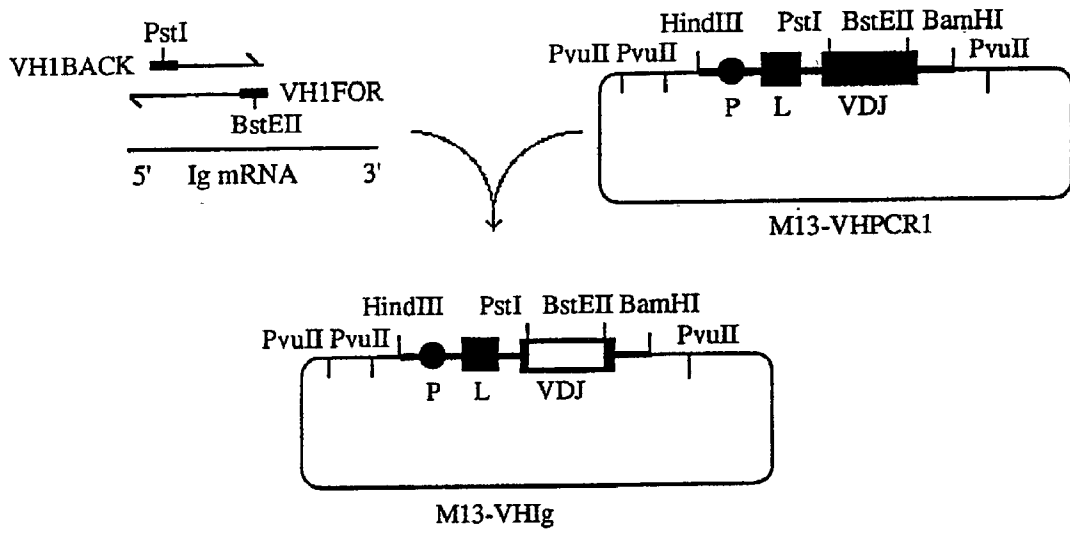 PstI
VH1BACK
VH1FOR
BstEII
5' Ig mRNA 3'
HindIII PstI BstEII BamHI
PvuII PvuII PvuII
P L VDJ
M13-VHPCR1
HindIII PstI BstEII BamHI
PvuII PvuII PvuII
P L VDJ
M13-VHIg